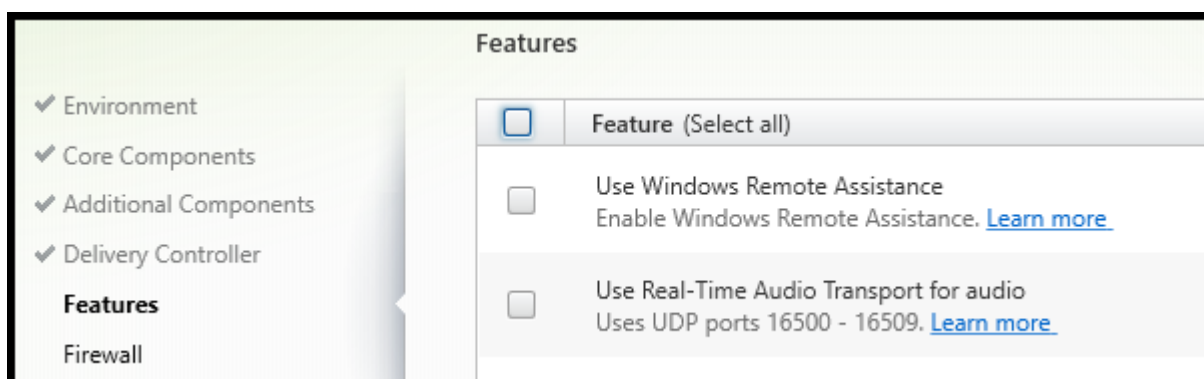 Features
Environment
Core Components
Additional Components
Delivery Controller
Features
Firewall
Feature (Select all)
Use Windows Remote Assistance
Enable Windows Remote Assistance. Learn more
Use Real-Time Audio Transport for audio
Uses UDP ports 16500 - 16509. Learn more